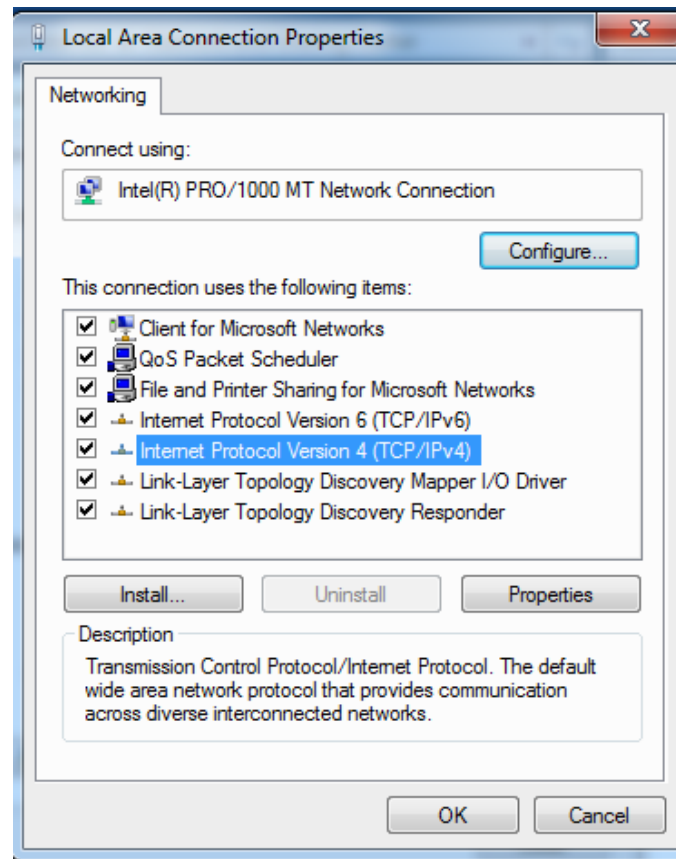 Local Area Connection Properties
Networking
Connect using:
Intel(R) PRO/1000 MT Network Connection
Configure...
This connection uses the following items:
Client for Microsoft Networks
QoS Packet Scheduler
File and Printer Sharing for Microsoft Networks
Internet Protocol Version 6 (TCP/IPv6)
Internet Protocol Version 4 (TCP/IPv4)
Link-Layer Topology Discovery Mapper I/O Driver
Link-Layer Topology Discovery Responder
Install... Uninstall Properties
Description
Transmission Control Protocol/Internet Protocol. The default
wide area network protocol that provides communication
across diverse interconnected networks.
OK Cancel